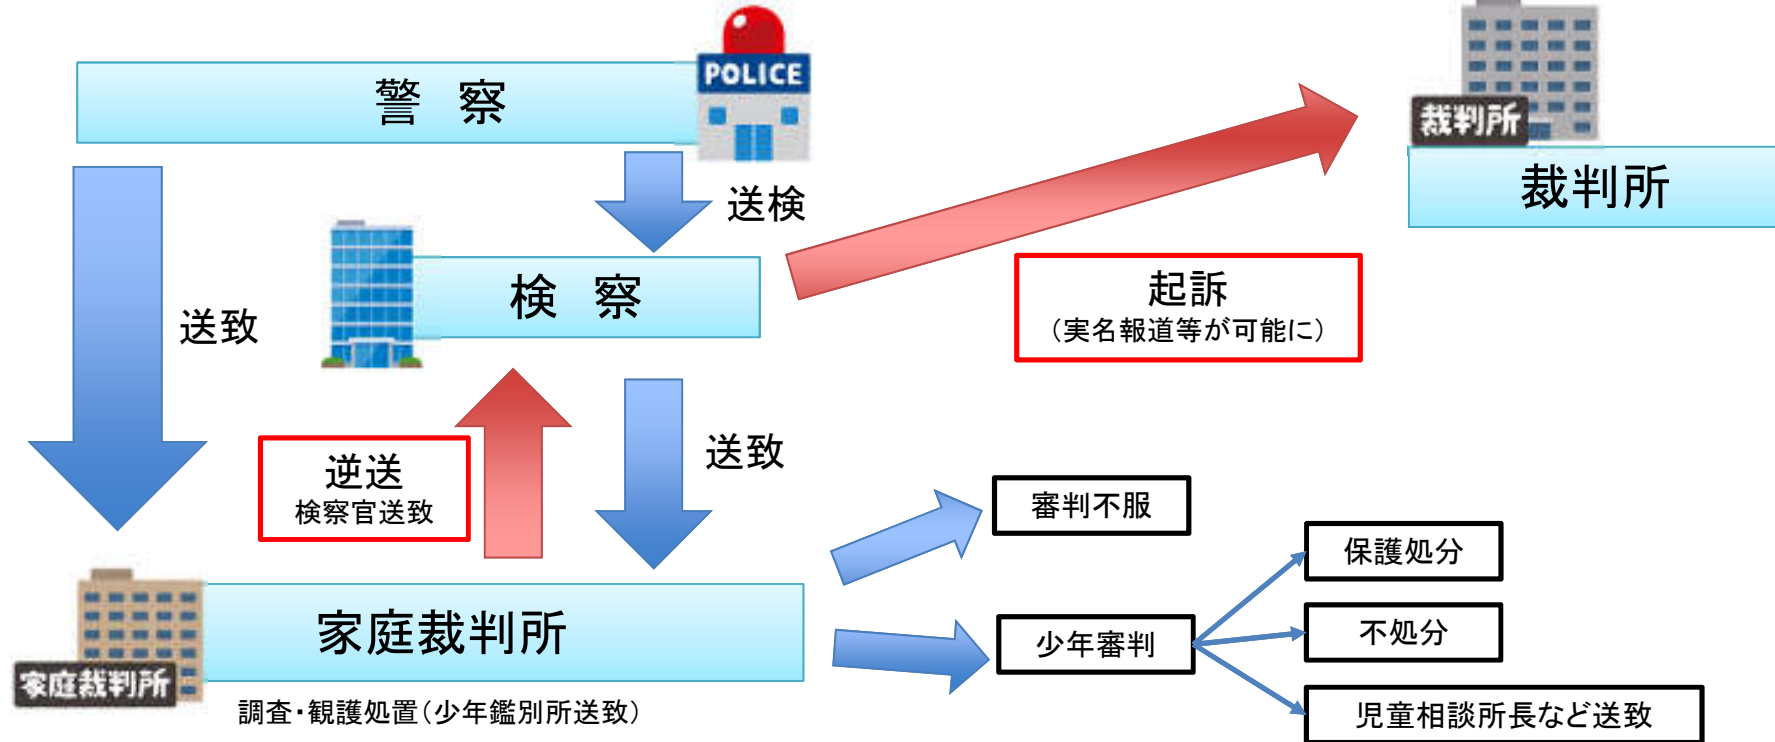 警 察
POLICE
裁判所
裁判所
送検
検 察
起訴
(実名報道等が可能に)
送致
逆送
検察官送致
送致
審判不服
保護処分
家庭裁判所
少年審判
不処分
家庭裁判所
調査・観護処置(少年鑑別所送致)
児童相談所長など送致